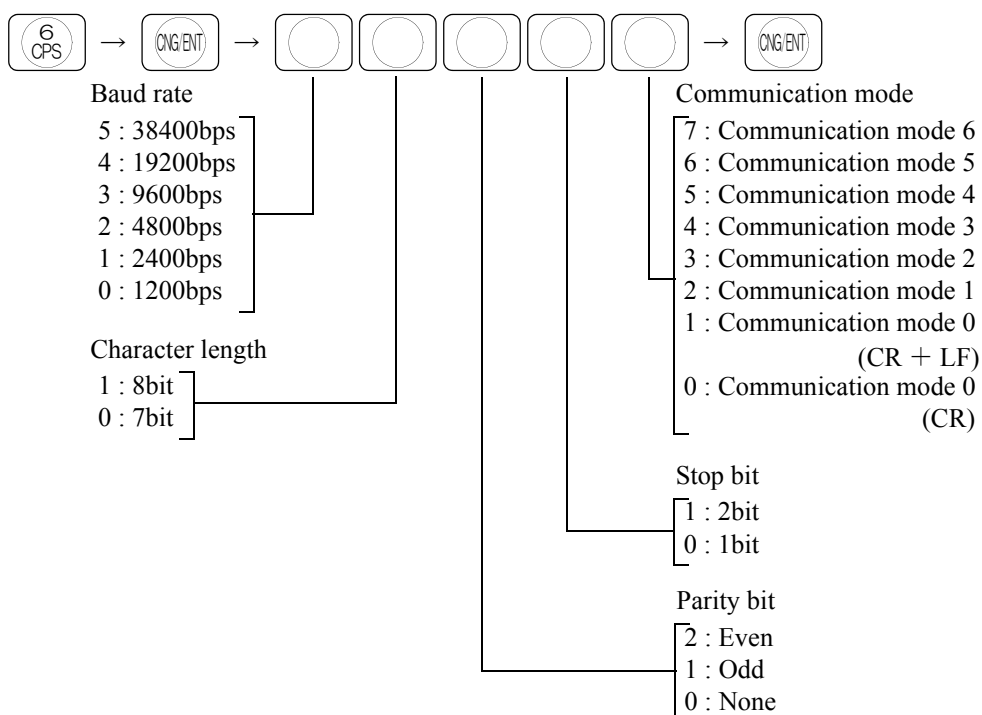 6
CPS
→
CNG/ENT
→
→
CNG/ENT
Baud rate
5 : 38400bps
4 : 19200bps
3 : 9600bps
2 : 4800bps
1 : 2400bps
0 : 1200bps
Character length
1 : 8bit
0 : 7bit
Communication mode
7 : Communication mode 6
6 : Communication mode 5
5 : Communication mode 4
4 : Communication mode 3
3 : Communication mode 2
2 : Communication mode 1
1 : Communication mode 0
(CR + LF)
0 : Communication mode 0
(CR)
Stop bit
1 : 2bit
0 : 1bit
Parity bit
2 : Even
1 : Odd
0 : None